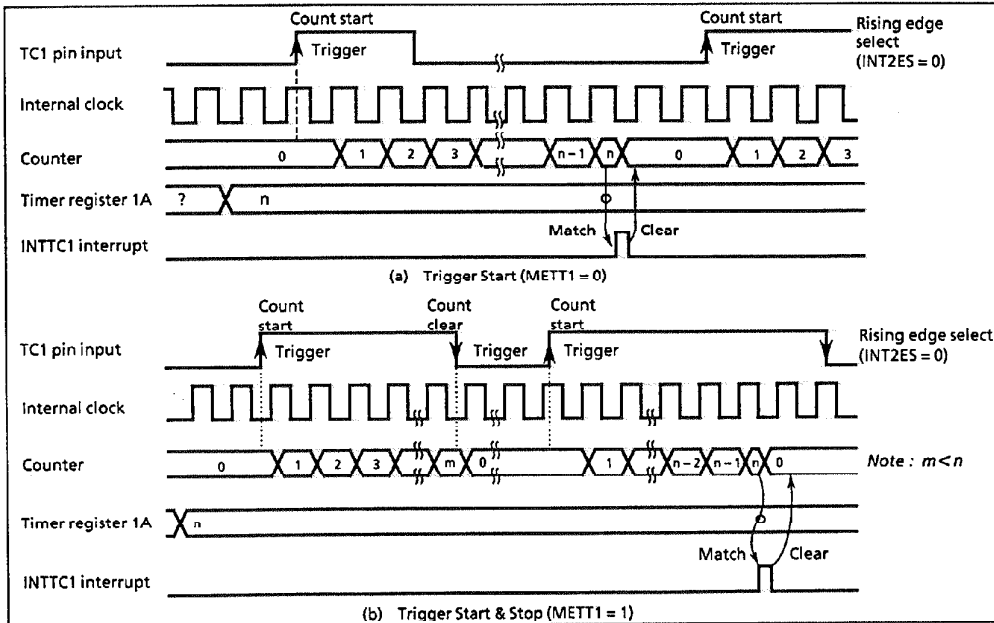 Count start
Count start
TC1 pin input
Trigger
Trigger
Rising edge
select
(INT2ES = 0)
Internal clock
Counter
0
1
2
3
n-1
n
0
1
2
3
Timer register 1A
?
n
Match
Clear
INTTC1 interrupt
(a) Trigger Start (METT1 = 0)
Count
start
Count
clear
Count
start
TC1 pin input
Trigger
Trigger
Trigger
Rising edge select
(INT2ES = 0)
Internal clock
Counter
0
1
2
3
m
0
1
n-2
n-1
n
0
Note : m<n
Timer register 1A
n
Match
Clear
INTTC1 interrupt
(b) Trigger Start & Stop (METT1 = 1)